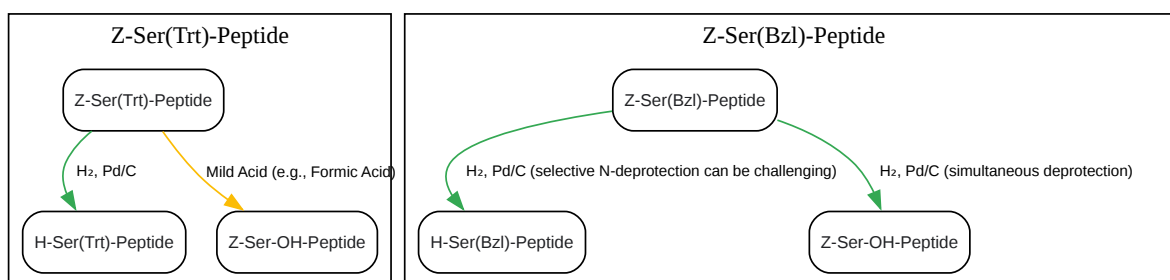 Z-Ser(Trt)-Peptide
Z-Ser(Trt)-Peptide
H₂, Pd/C
Mild Acid (e.g., Formic Acid)
H-Ser(Trt)-Peptide
Z-Ser-OH-Peptide
Z-Ser(Bzl)-Peptide
Z-Ser(Bzl)-Peptide
H₂, Pd/C (selective N-deprotection can be challenging)
H₂, Pd/C (simultaneous deprotection)
H-Ser(Bzl)-Peptide
Z-Ser-OH-Peptide